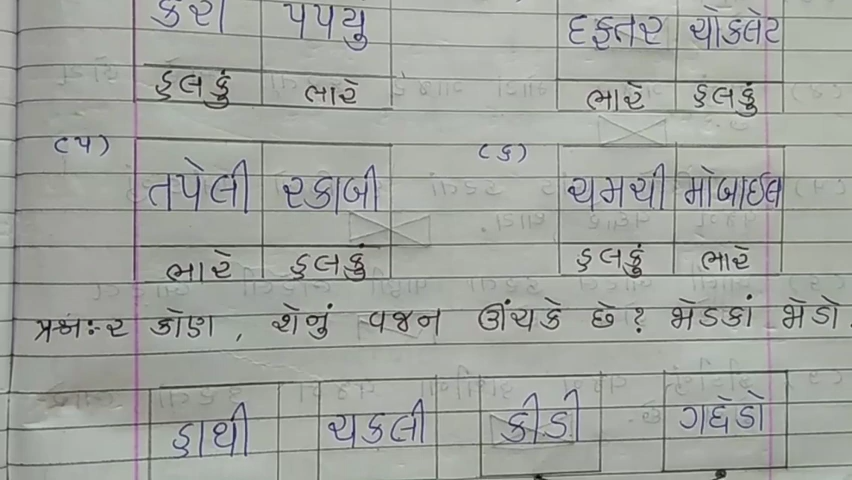 પપયુ દફતર ચોકલેટ
હલકું ભારે ભારે હલકું
(૫) (૬)
તપેલી રકાબી ચમચી મોબાઈલ
ભારે હલકું હલકું ભારે
પ્રશ્ન:-૨ કોણ, શેનું વજન ઊંચકે છે? જોડકાં જોડો.
હાથી ચકલી કીડી ગધેડો